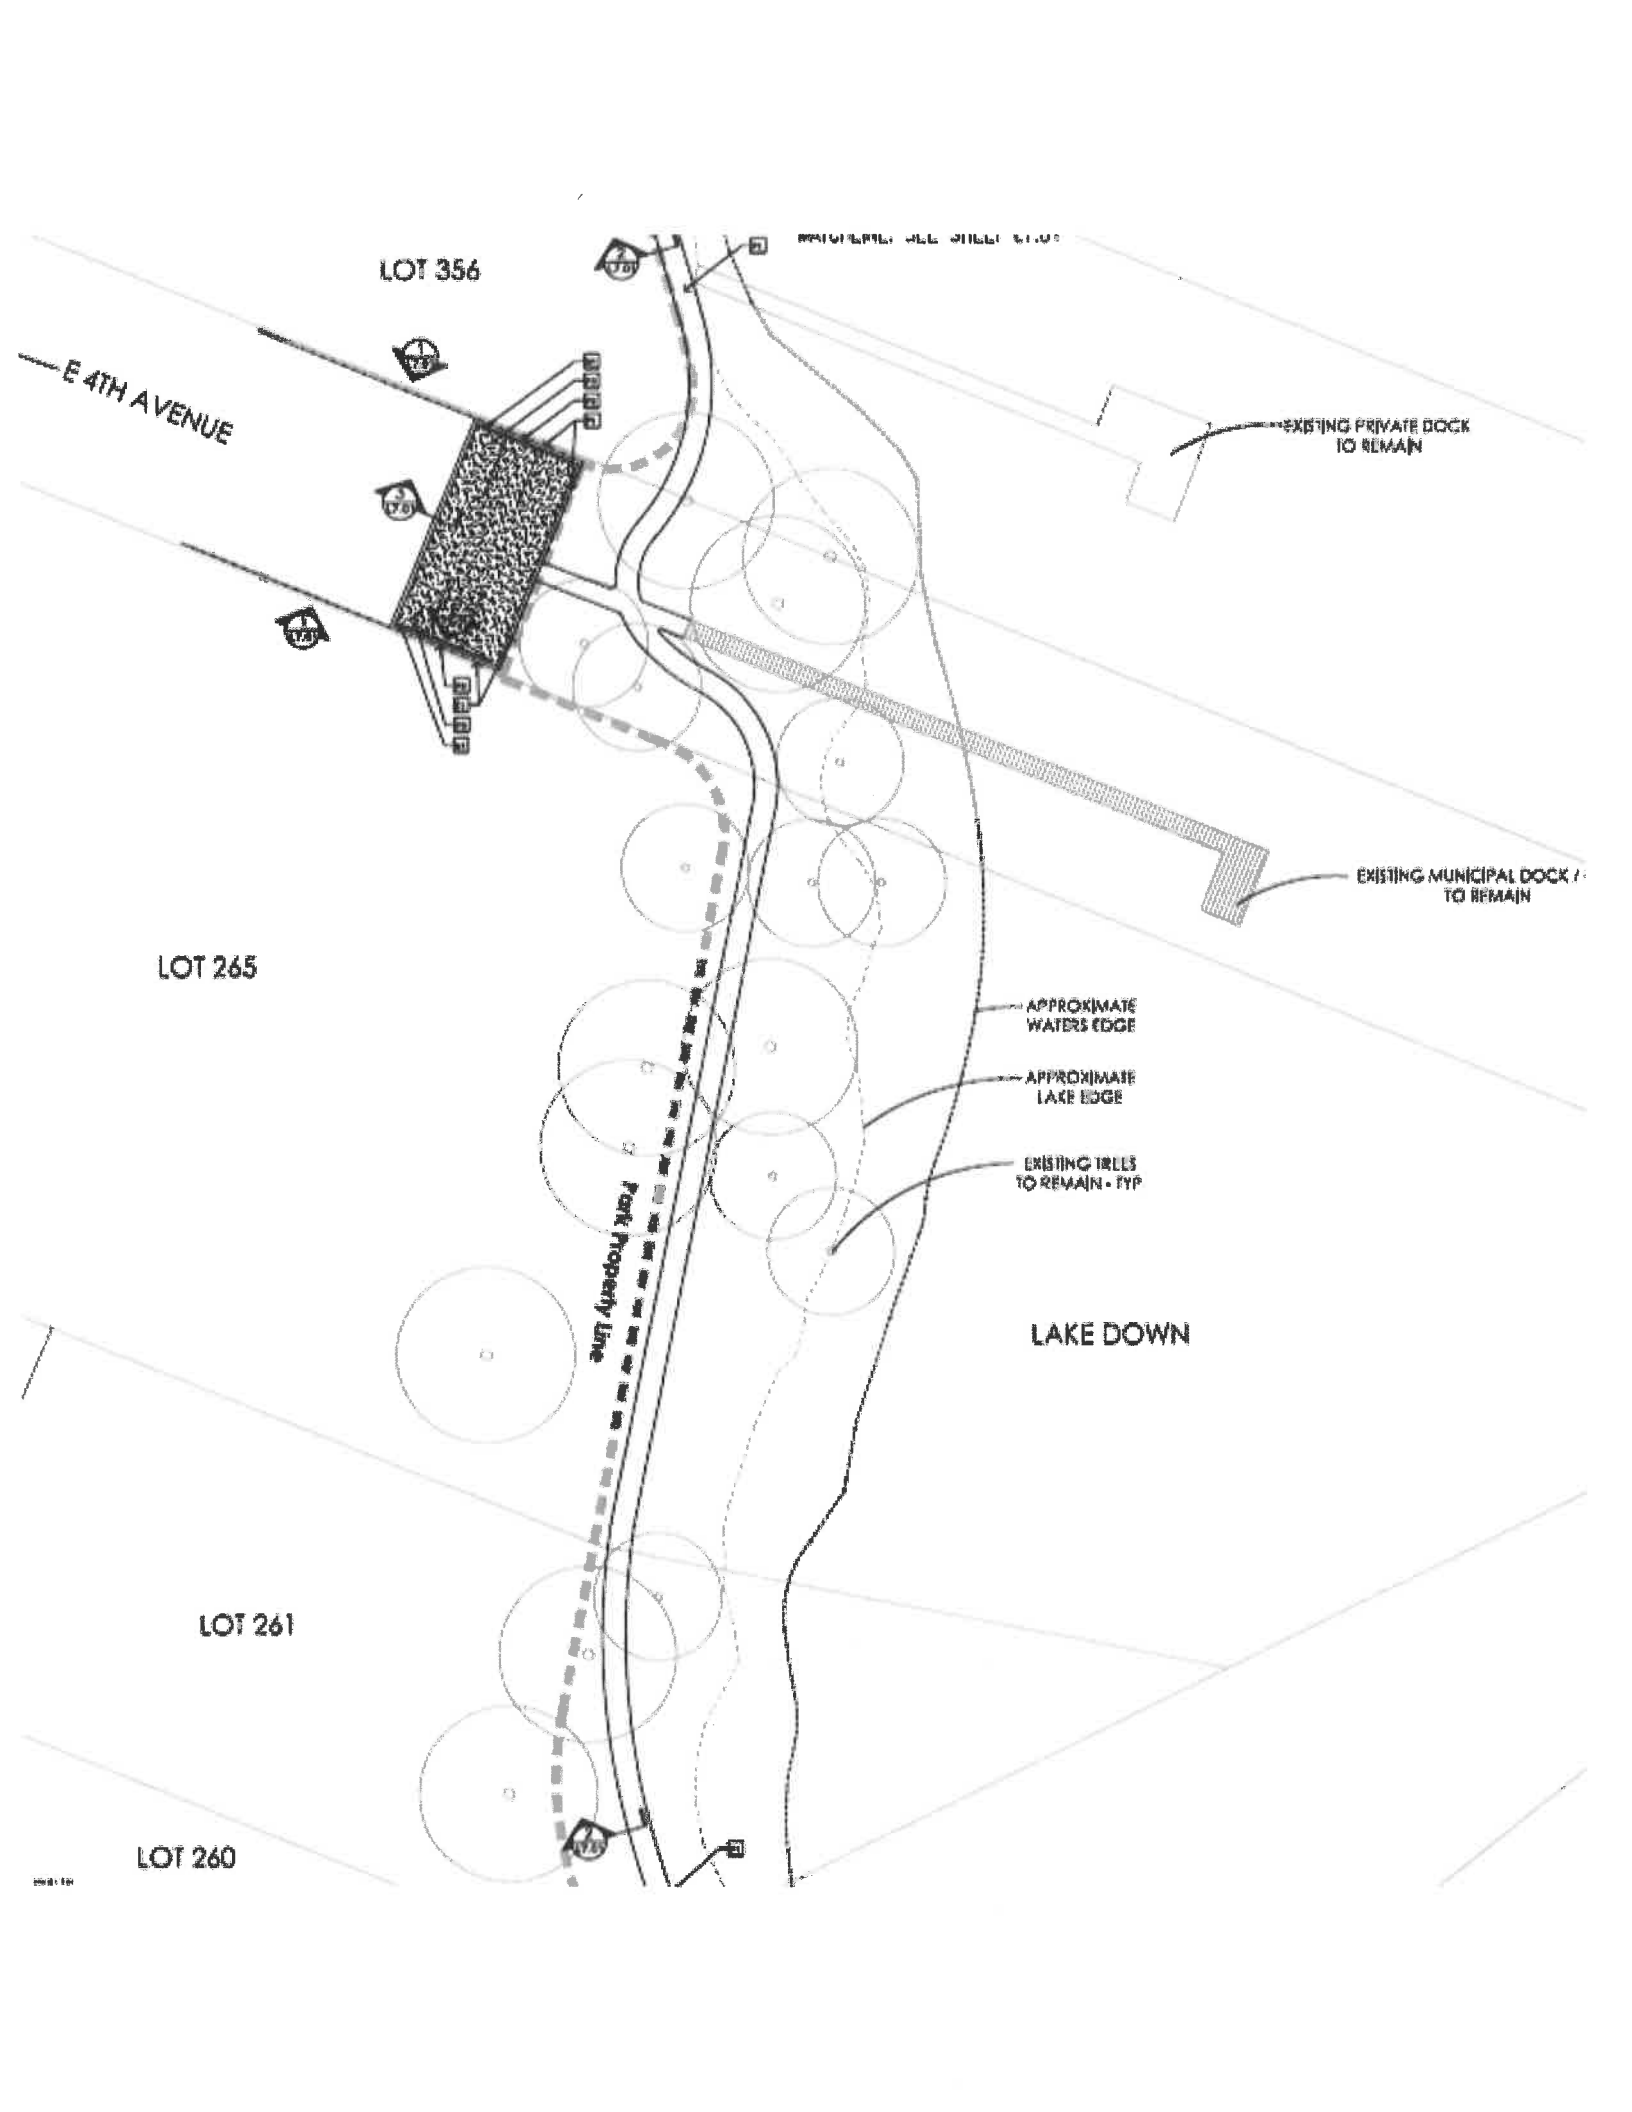 LOT 356
E 4TH AVENUE
EXISTING PRIVATE DOCK
TO REMAIN
EXISTING MUNICIPAL DOCK /
TO REMAIN
LOT 265
APPROXIMATE
WATERS EDGE
APPROXIMATE
LAKE EDGE
EXISTING TREES
TO REMAIN - TYP
Park Property Line
LAKE DOWN
LOT 261
LOT 260